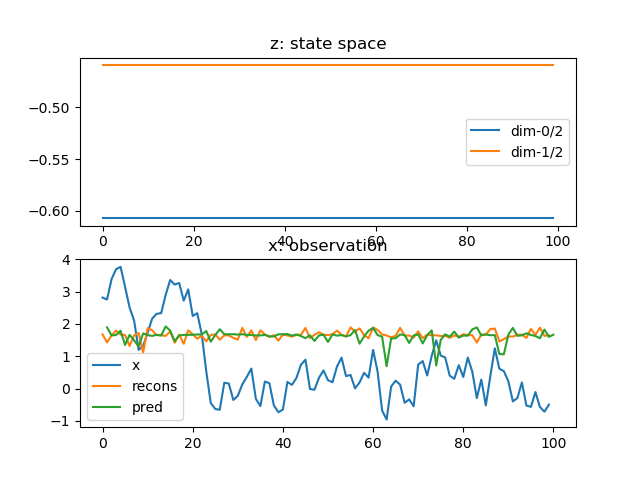 z: state space
−0.50
−0.55
−0.60
dim-0/2
dim-1/2
0 20 40 60 80 100
x: observation
4
3
2
1
0
−1
x
recons
pred
0 20 40 60 80 100